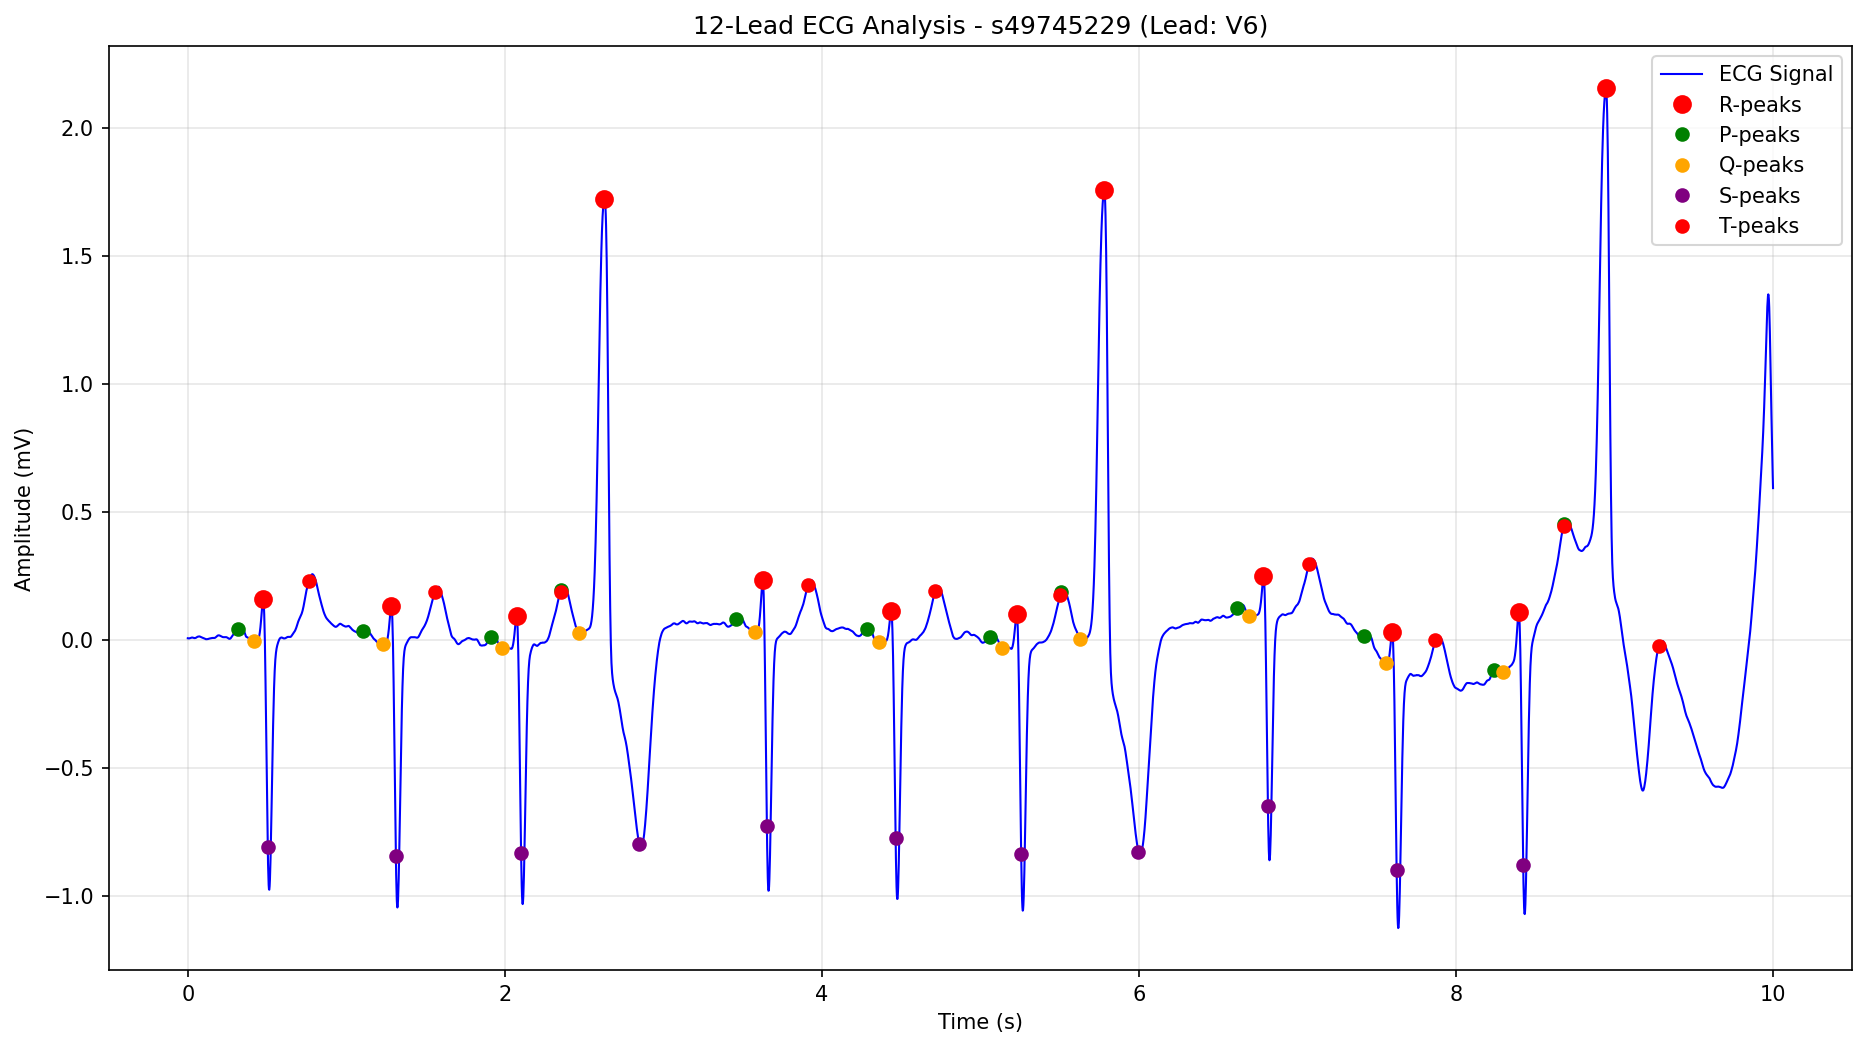 12-Lead ECG Analysis - s49745229 (Lead: V6)
ECG Signal
R-peaks
P-peaks
Q-peaks
S-peaks
T-peaks
Amplitude (mV)
2.0
1.5
1.0
0.5
0.0
−0.5
−1.0
0 2 4 6 8 10
Time (s)